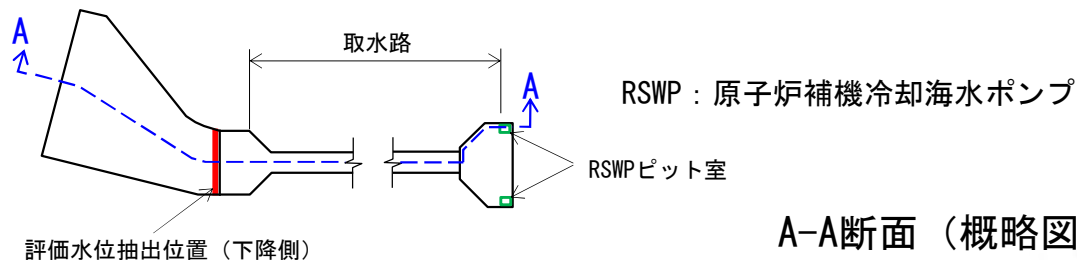 A
取水路
A
RSWP：原子炉補機冷却海水ポンプ
RSWPピット室
評価水位抽出位置（下降側）
A-A断面（概略図